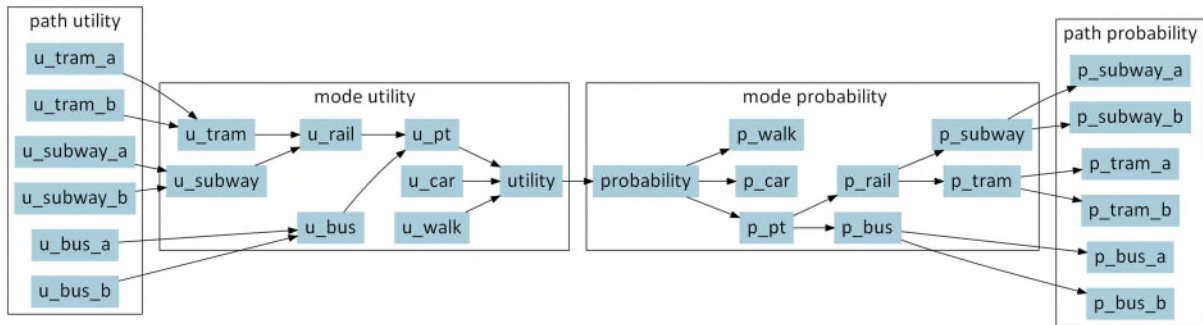 path utility
u_tram_a
u_tram_b
u_subway_a
u_subway_b
u_bus_a
u_bus_b
mode utility
u_tram
u_rail
u_pt
u_subway
u_car
utility
u_bus
u_walk
mode probability
p_walk
p_subway
probability
p_car
p_rail
p_tram
p_pt
p_bus
path probability
p_subway_a
p_subway_b
p_tram_a
p_tram_b
p_bus_a
p_bus_b